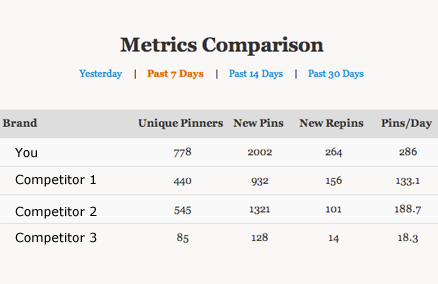 Metrics Comparison
Yesterday | Past 7 Days | Past 14 Days | Past 30 Days
Brand Unique Pinners New Pins New Repins Pins/Day
You 778 2002 264 286
Competitor 1 440 932 156 133.1
Competitor 2 545 1321 101 188.7
Competitor 3 85 128 14 18.3